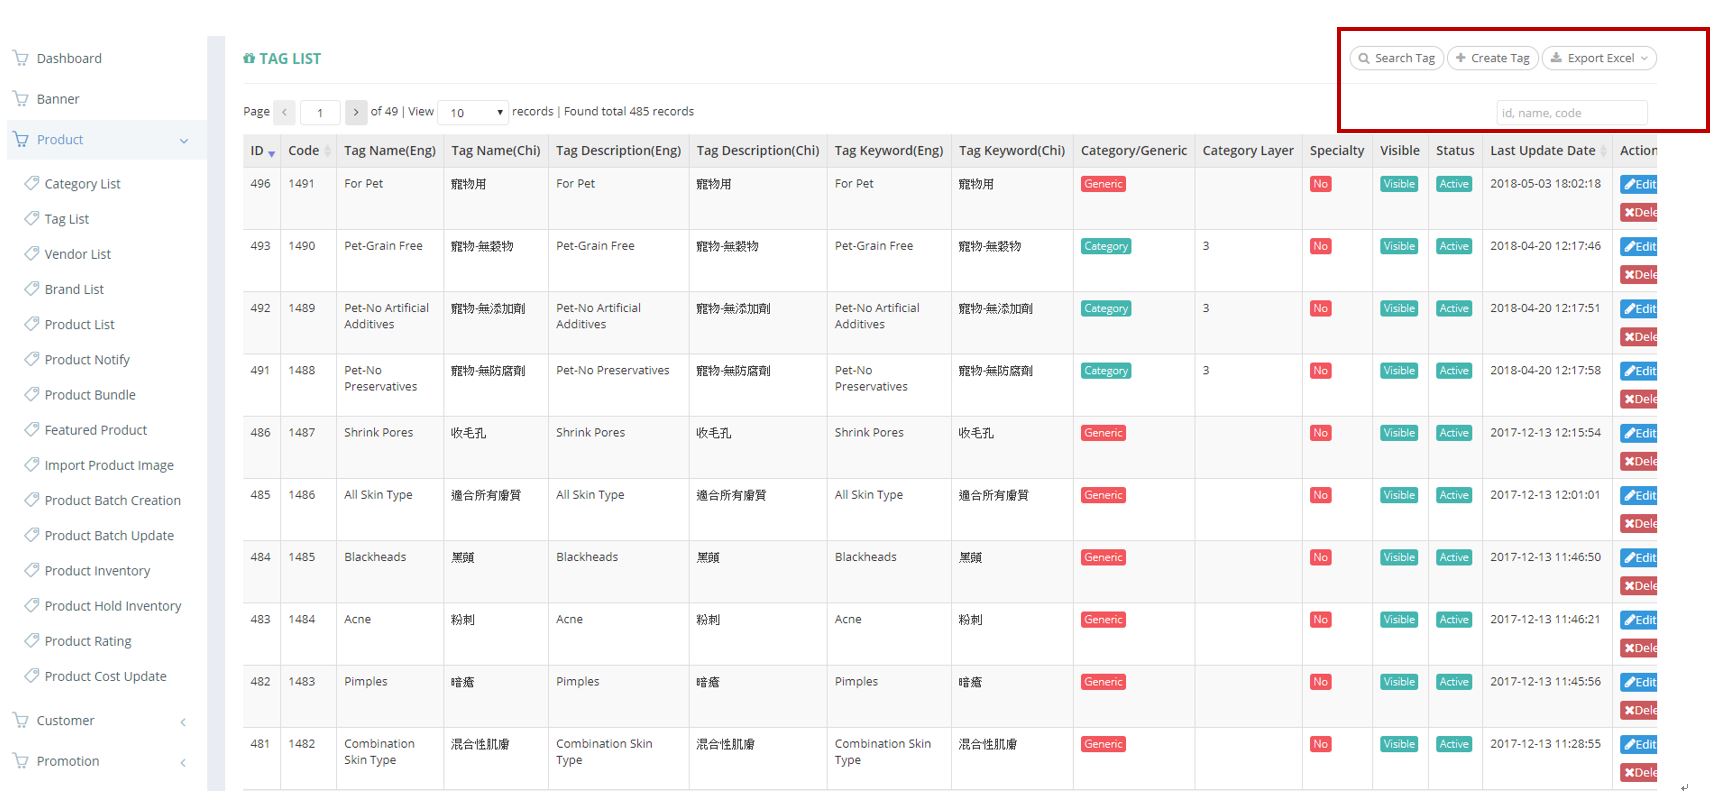 Dashboard
Banner
Product
Category List
Tag List
Vendor List
Brand List
Product List
Product Notify
Product Bundle
Featured Product
Import Product Image
Product Batch Creation
Product Batch Update
Product Inventory
Product Hold Inventory
Product Rating
Product Cost Update
Customer
Promotion
TAG LIST
Search Tag Create Tag Export Excel
Page 1 of 49 | View 10 records | Found total 485 records
id, name, code
ID Code Tag Name(Eng) Tag Name(Chi) Tag Description(Eng) Tag Description(Chi) Tag Keyword(Eng) Tag Keyword(Chi) Category/Generic Category Layer Specialty Visible Status Last Update Date Action
496 1491 For Pet 寵物用 For Pet 寵物用 For Pet 寵物用 Generic No Visible Active 2018-05-03 18:02:18 Edit
Dele
493 1490 Pet-Grain Free 寵物-無穀物 Pet-Grain Free 寵物-無穀物 Pet-Grain Free 寵物-無穀物 Category 3 No Visible Active 2018-04-20 12:17:46 Edit
Dele
492 1489 Pet-No Artificial 寵物-無添加劑 Pet-No Artificial 寵物-無添加劑 Pet-No Artificial 寵物-無添加劑 Category 3 No Visible Active 2018-04-20 12:17:51 Edit
Additives Additives Additives Dele
491 1488 Pet-No 寵物-無防腐劑 Pet-No Preservatives 寵物-無防腐劑 Pet-No 寵物-無防腐劑 Category 3 No Visible Active 2018-04-20 12:17:58 Edit
Preservatives Preservatives Dele
486 1487 Shrink Pores 收毛孔 Shrink Pores 收毛孔 Shrink Pores 收毛孔 Generic No Visible Active 2017-12-13 12:15:54 Edit
Dele
485 1486 All Skin Type 適合所有膚質 All Skin Type 適合所有膚質 All Skin Type 適合所有膚質 Generic No Visible Active 2017-12-13 12:01:01 Edit
Dele
484 1485 Blackheads 黑頭 Blackheads 黑頭 Blackheads 黑頭 Generic No Visible Active 2017-12-13 11:46:50 Edit
Dele
483 1484 Acne 粉刺 Acne 粉刺 Acne 粉刺 Generic No Visible Active 2017-12-13 11:46:21 Edit
Dele
482 1483 Pimples 暗瘡 Pimples 暗瘡 Pimples 暗瘡 Generic No Visible Active 2017-12-13 11:45:56 Edit
Dele
481 1482 Combination 混合性肌膚 Combination Skin 混合性肌膚 Combination Skin 混合性肌膚 Generic No Visible Active 2017-12-13 11:28:55 Edit
Skin Type Type Type Dele